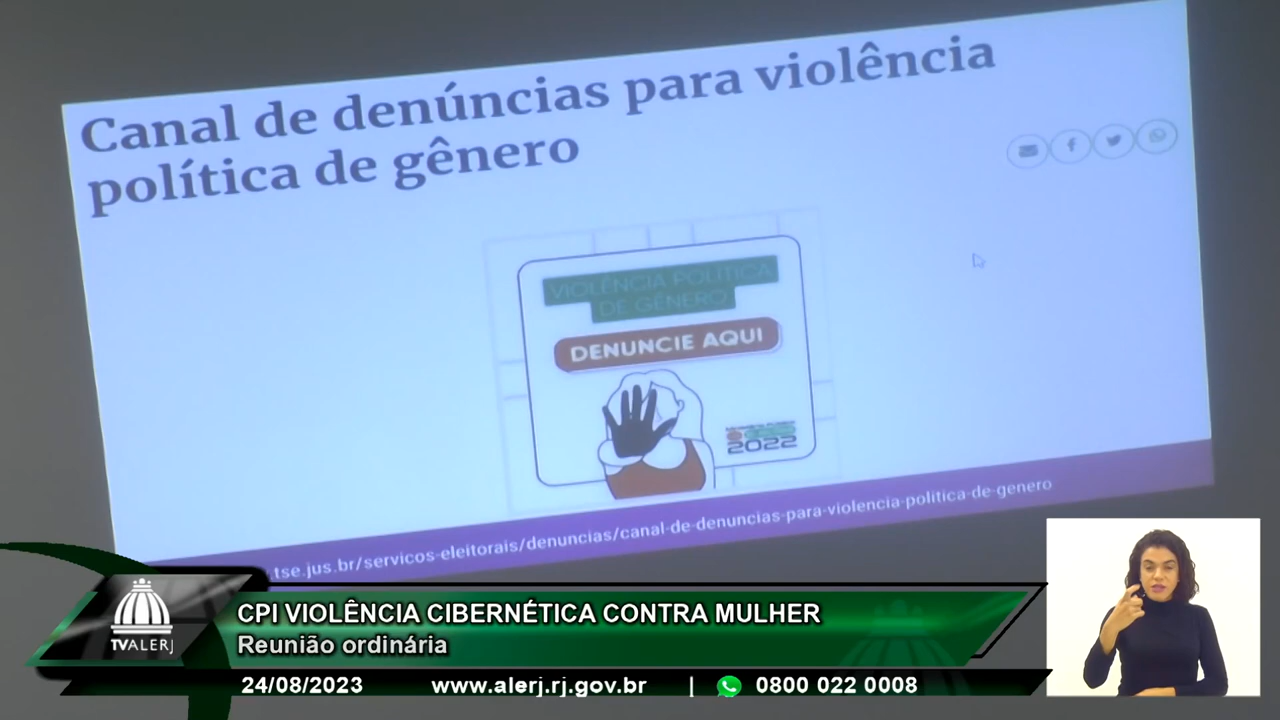 Canal de denúncias para violência
política de gênero
VIOLÊNCIA POLÍTICA
DE GÊNERO
DENUNCIE AQUI
2022
.tse.jus.br/servicos-eleitorais/denuncias/canal-de-denuncias-para-violencia-politica-de-genero
TVALERJ
CPI VIOLÊNCIA CIBERNÉTICA CONTRA MULHER
Reunião ordinária
24/08/2023 www.alerj.rj.gov.br | 0800 022 0008